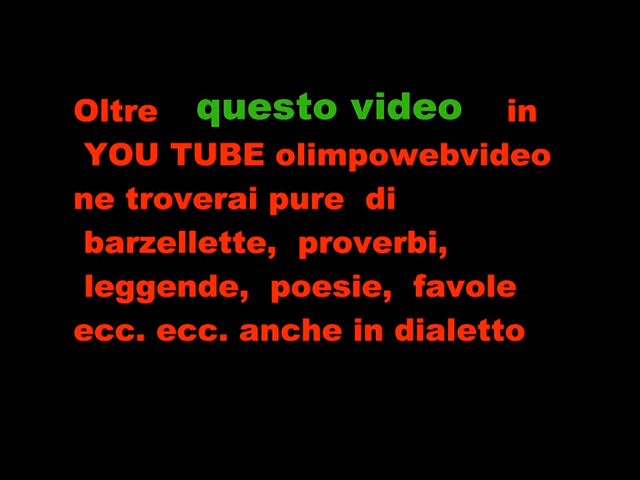 Oltre questo video in
YOU TUBE olimpowebvideo
ne troverai pure di
barzellette, proverbi,
leggende, poesie, favole
ecc. ecc. anche in dialetto